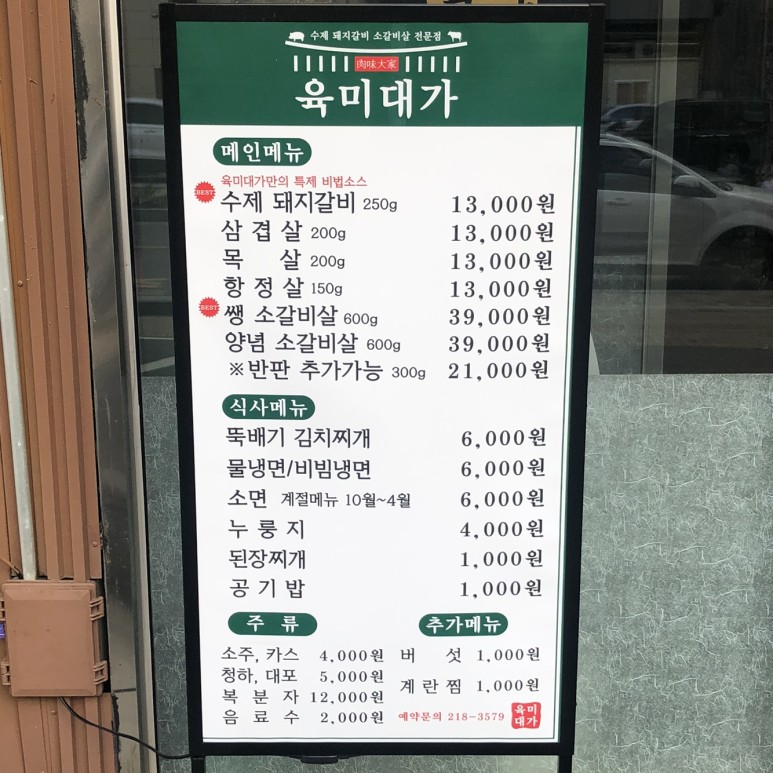 수제 돼지갈비 소갈비살 전문점
肉味大家
육미대가
메인메뉴
육미대가만의 특제 비법소스
BEST 수제 돼지갈비 250g 13,000원
삼겹살 200g 13,000원
목살 200g 13,000원
항정살 150g 13,000원
BEST 쌩 소갈비살 600g 39,000원
양념 소갈비살 600g 39,000원
※반판 추가가능 300g 21,000원
식사메뉴
뚝배기 김치찌개 6,000원
물냉면/비빔냉면 6,000원
소면 계절메뉴 10월~4월 6,000원
누룽지 4,000원
된장찌개 1,000원
공기밥 1,000원
주류
소주, 카스 4,000원
청하, 대포 5,000원
복분자 12,000원
음료수 2,000원
추가메뉴
버섯 1,000원
계란찜 1,000원
예약문의 218-3579
육미
대가